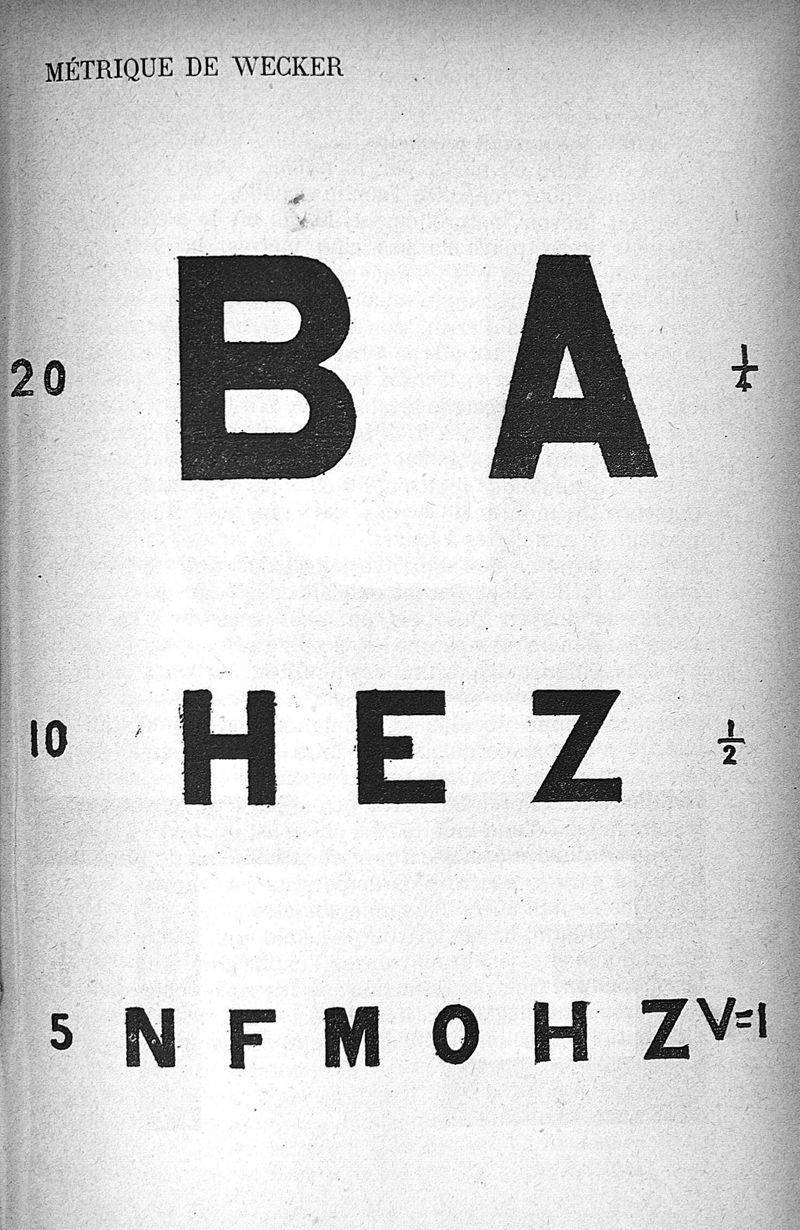 MÉTRIQUE DE WECKER
20 B A 1/4
10 H E Z 1/2
5 N F M O H Z V=1